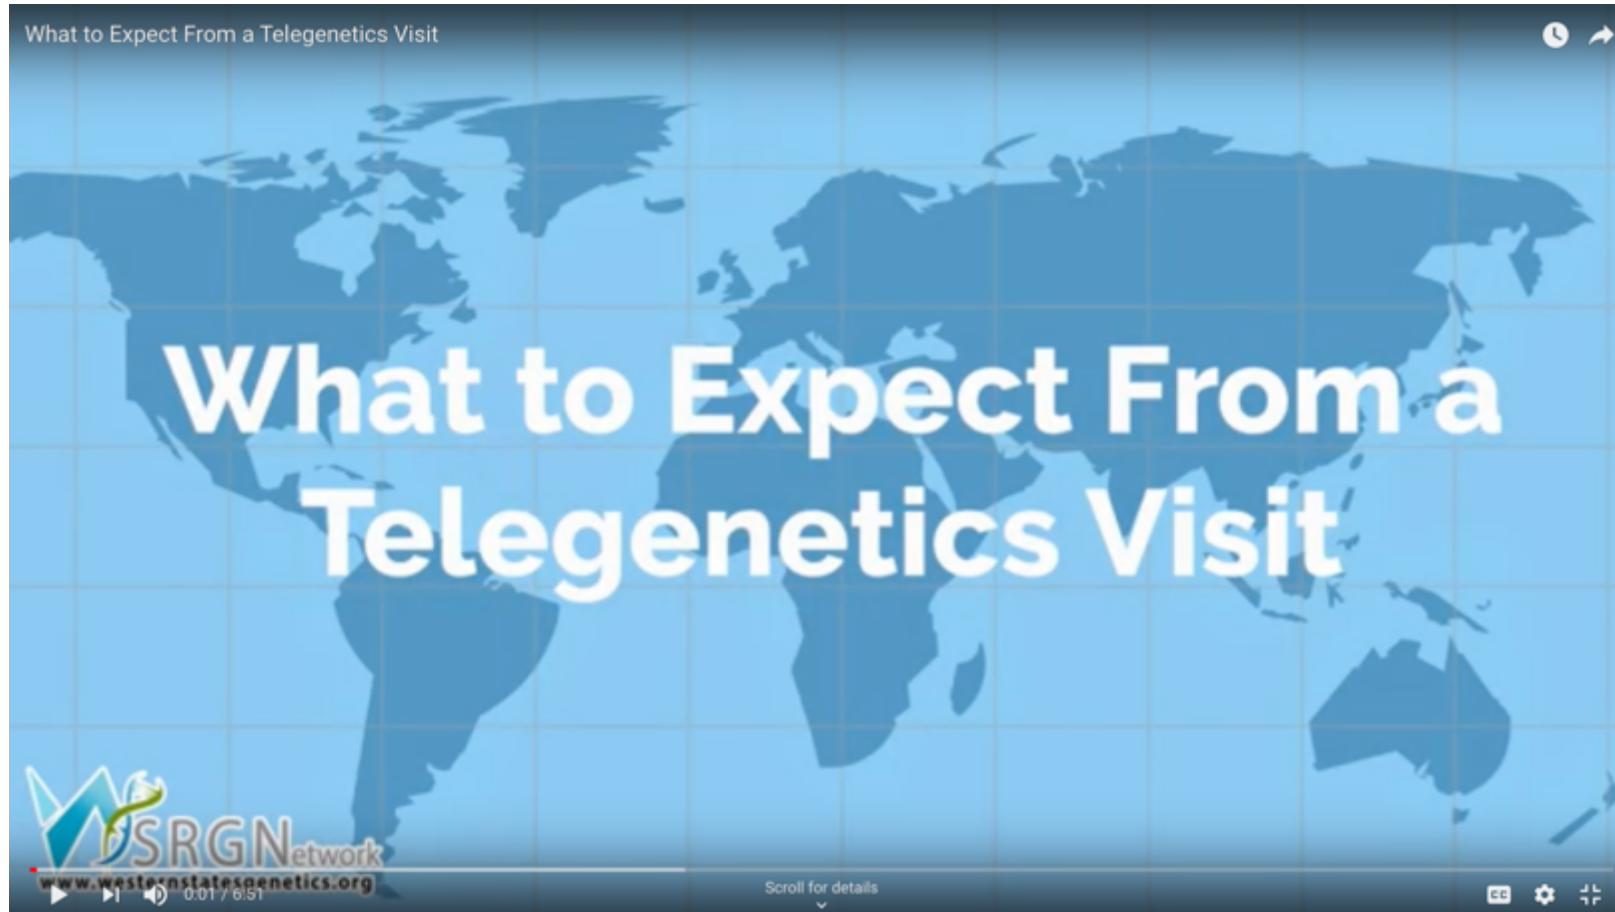 What to Expect From a Telegenetics Visit
What to Expect From a
Telegenetics Visit
WSRGNetwork
www.westernstatesgenetics.org
0:01 / 6:51
Scroll for details
CC